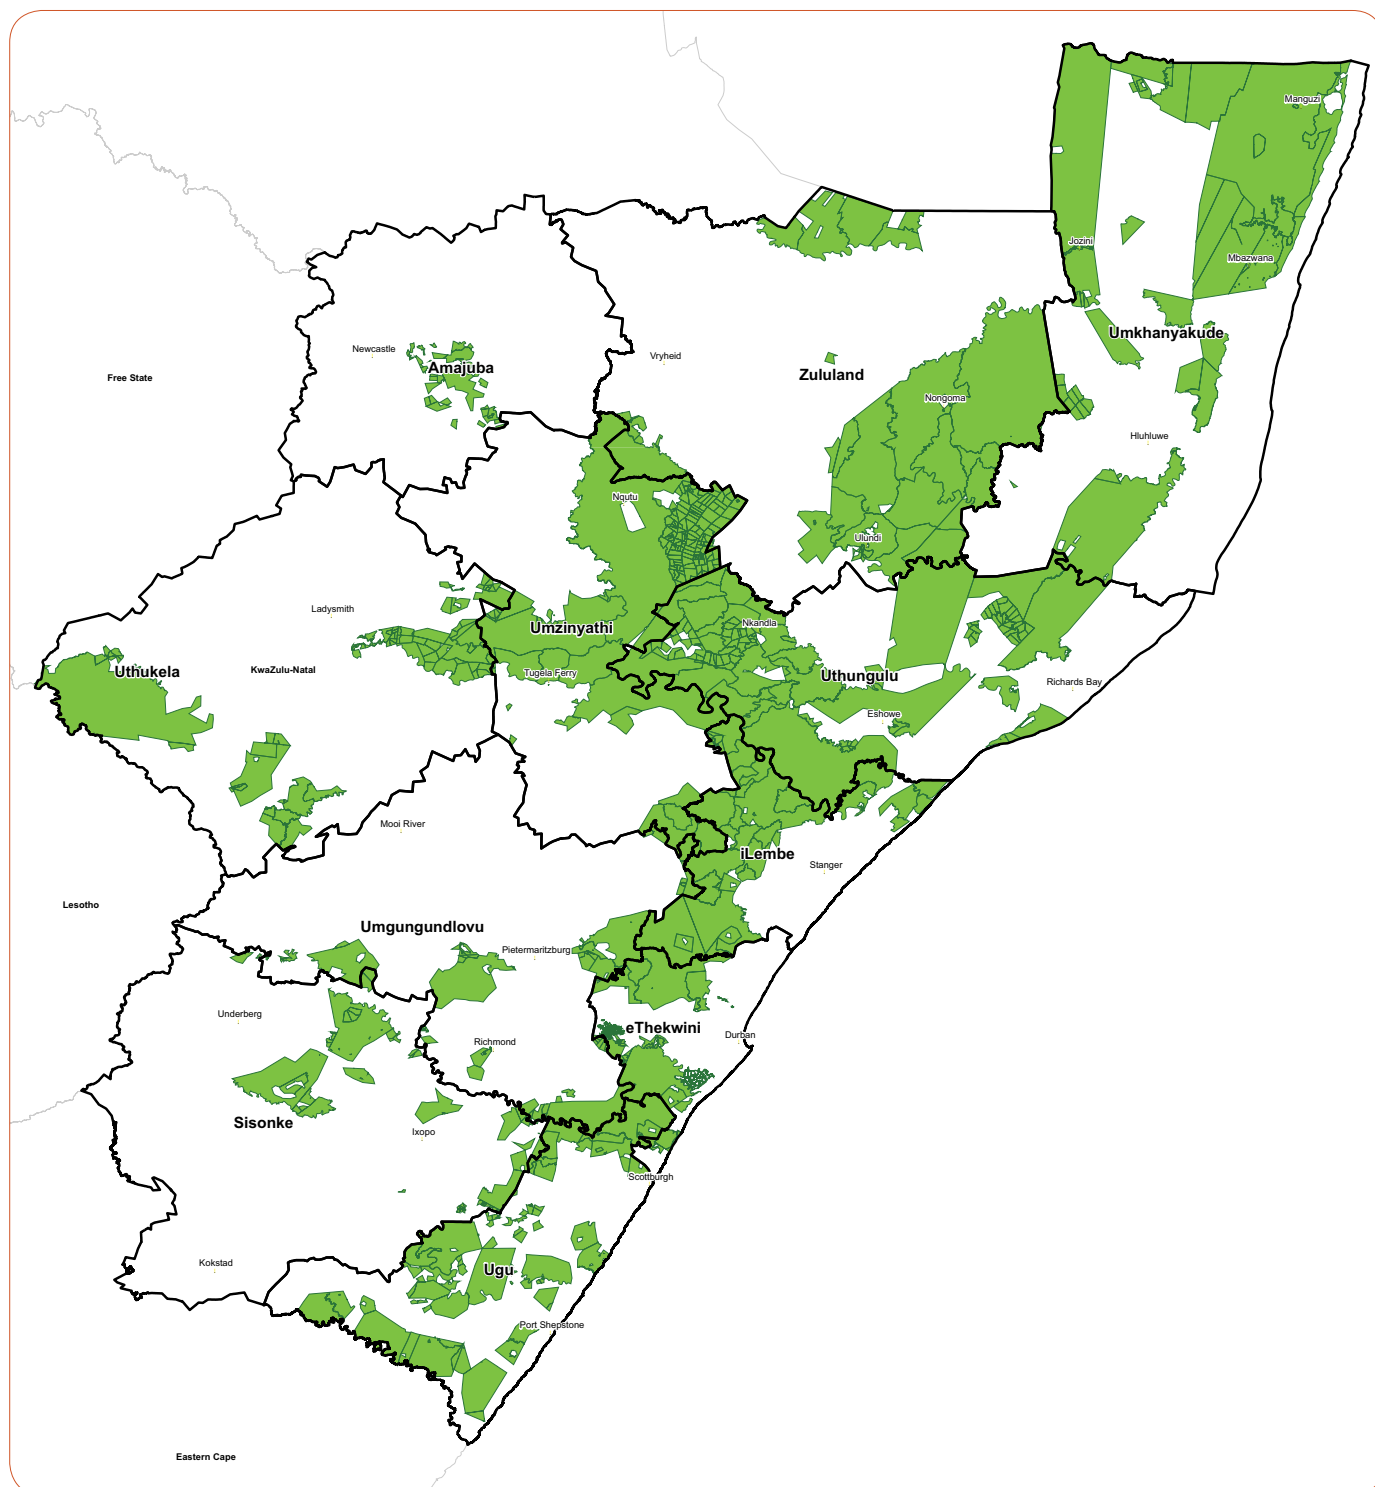 Manguzi
Jozini
Mbazwana
Umkhanyakude
Newcastle
Vryheid
Amajuba
Zululand
Free State
Nongoma
Hluhluwe
Nqutu
Ulundi
Ladysmith
Umzinyathi
Nkandla
Uthukela
KwaZulu-Natal
Tugela Ferry
Uthungulu
Richards Bay
Eshowe
Mooi River
iLembe
Stanger
Lesotho
Umgungundlovu
Pietermaritzburg
Underberg
eThekwini
Durban
Richmond
Sisonke
Ixopo
Scottburgh
Kokstad
Ugu
Port Shepstone
Eastern Cape